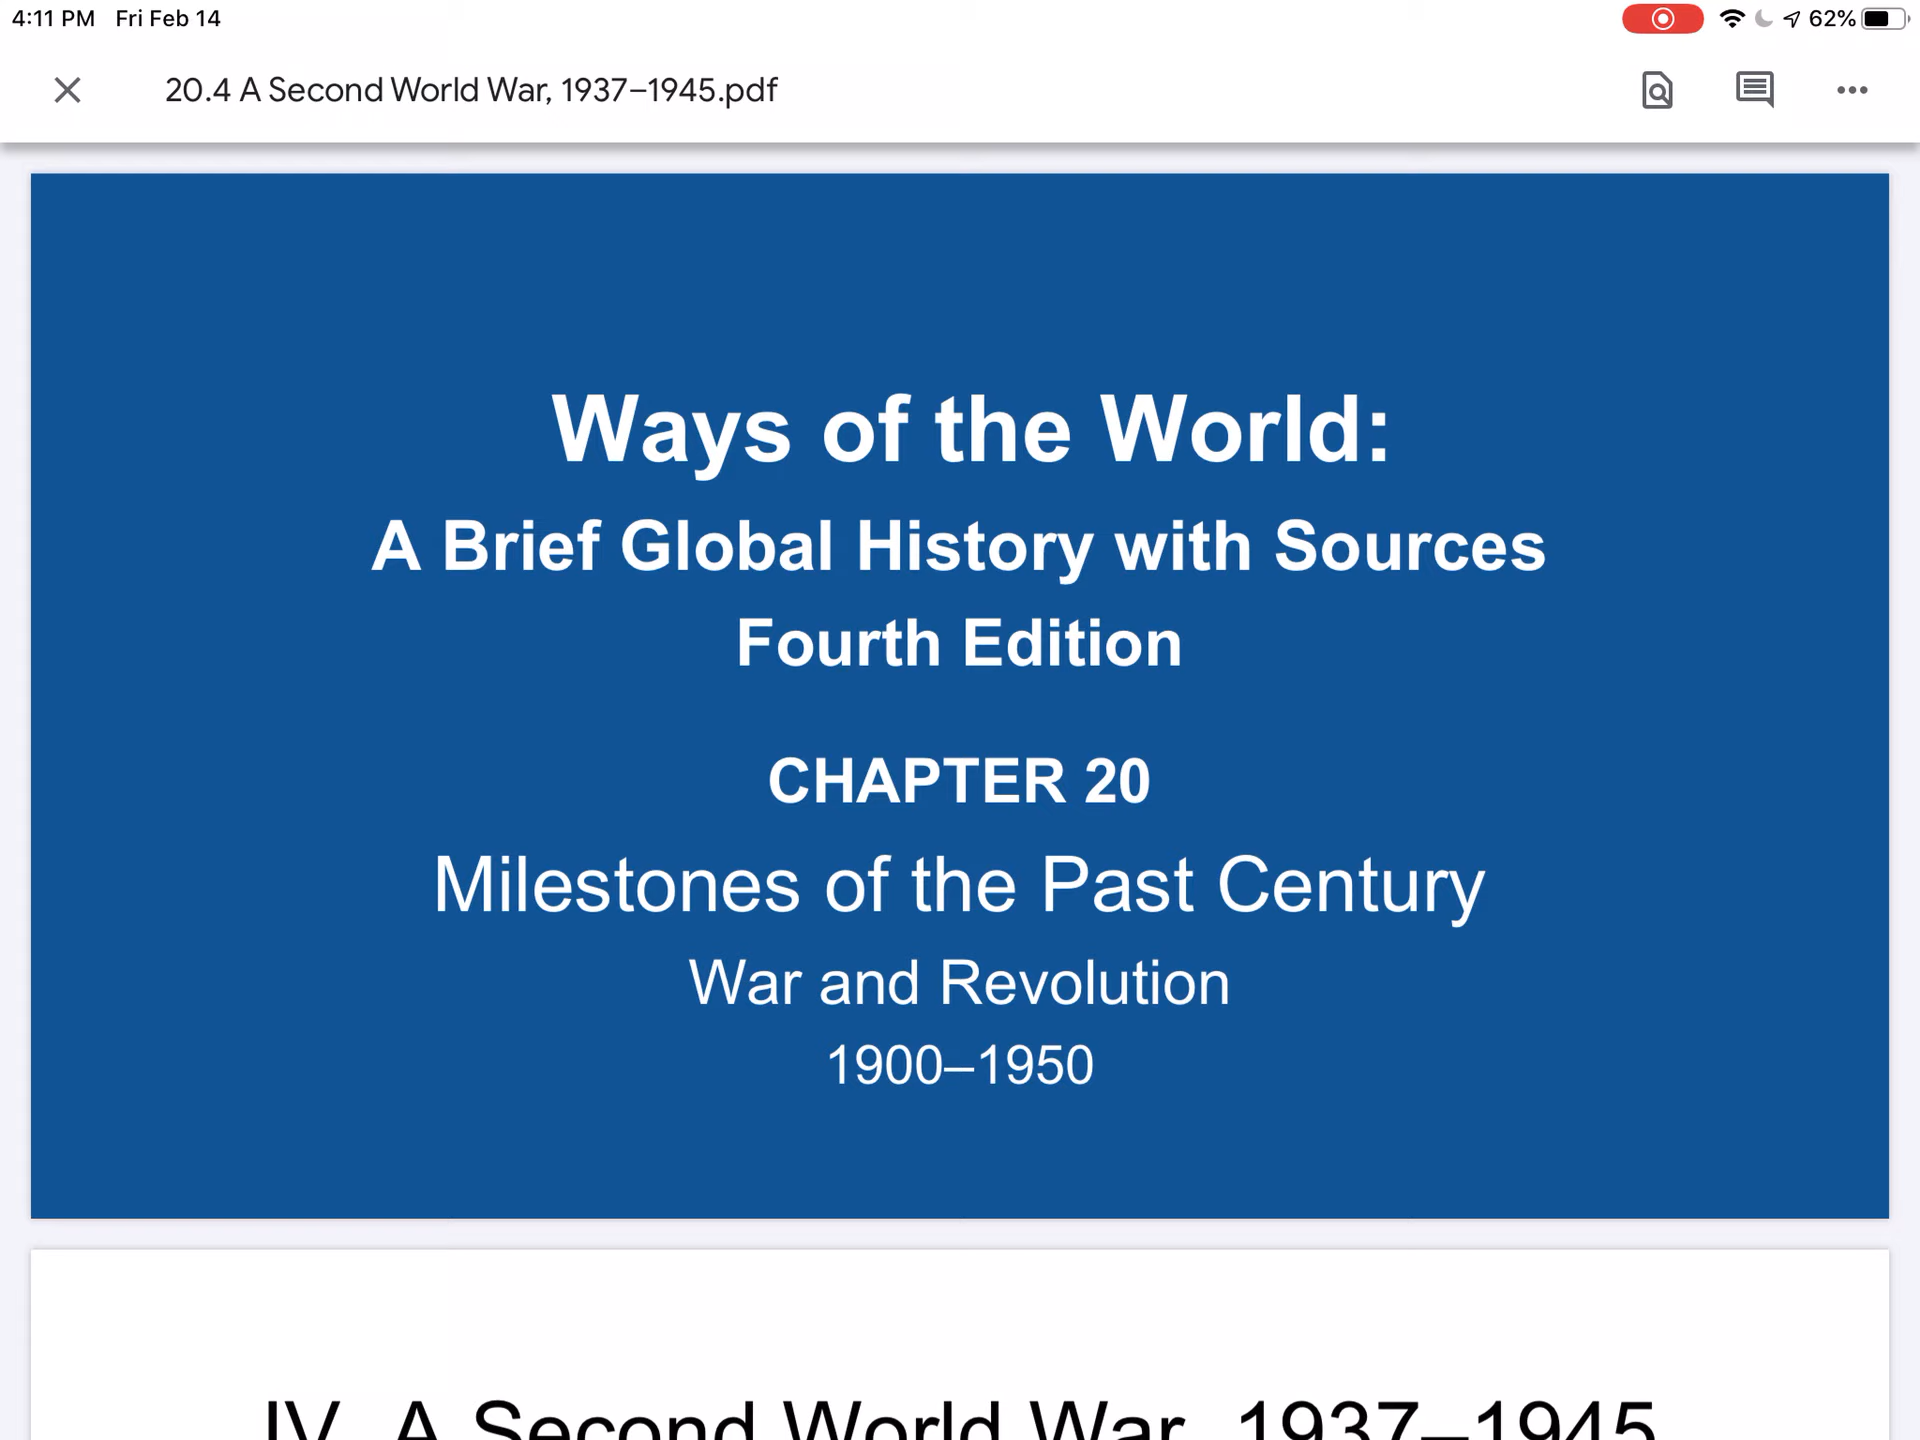 4:11 PM Fri Feb 14
62%
20.4 A Second World War, 1937–1945.pdf
Ways of the World:
A Brief Global History with Sources
Fourth Edition
CHAPTER 20
Milestones of the Past Century
War and Revolution
1900–1950
IV. A Second World War, 1937–1945